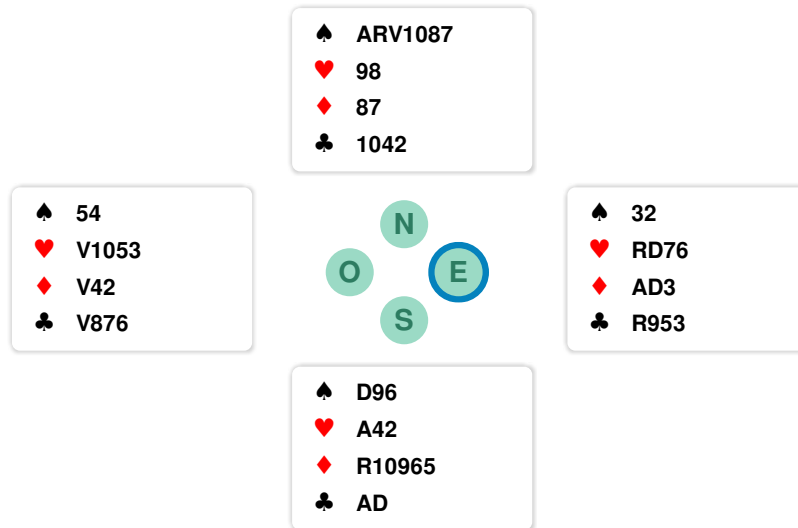 ♠ ARV1087
♥ 98
♦ 87
♣ 1042
♠ 54
♥ V1053
♦ V42
♣ V876
N
O
E
S
♠ 32
♥ RD76
♦ AD3
♣ R953
♠ D96
♥ A42
♦ R10965
♣ AD